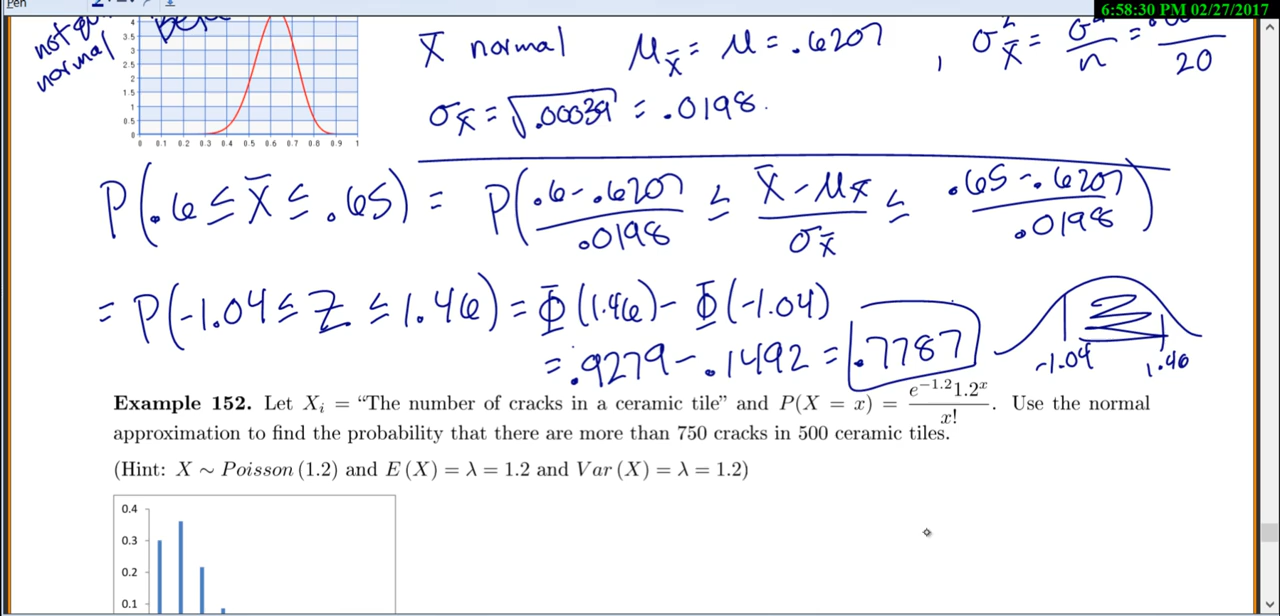 Pen
6:58:30 PM 02/27/2017
normal
4
3.5
3
2.5
2
1.5
1
0.5
0
0 0.1 0.2 0.3 0.4 0.5 0.6 0.7 0.8 0.9 1
X̄ normal μ_X̄ = μ = .6207 , σ²_X̄ = σ²/n = /20
σ_X̄ = √.00039 = .0198.
P(.6 ≤ X̄ ≤ .65) = P(.6-.6207/.0198 ≤ X̄-μ_X̄/σ_X̄ ≤ .65-.6207/.0198)
= P(-1.04 ≤ Z ≤ 1.46) = Φ(1.46) - Φ(-1.04)
= .9279 - .1492 = .7787
-1.04 1.46
Example 152. Let Xᵢ = “The number of cracks in a ceramic tile” and P(X = x) = e^−1.2 1.2^x / x!. Use the normal
approximation to find the probability that there are more than 750 cracks in 500 ceramic tiles.
(Hint: X ∼ Poisson (1.2) and E (X) = λ = 1.2 and Var (X) = λ = 1.2)
0.4
0.3
0.2
0.1